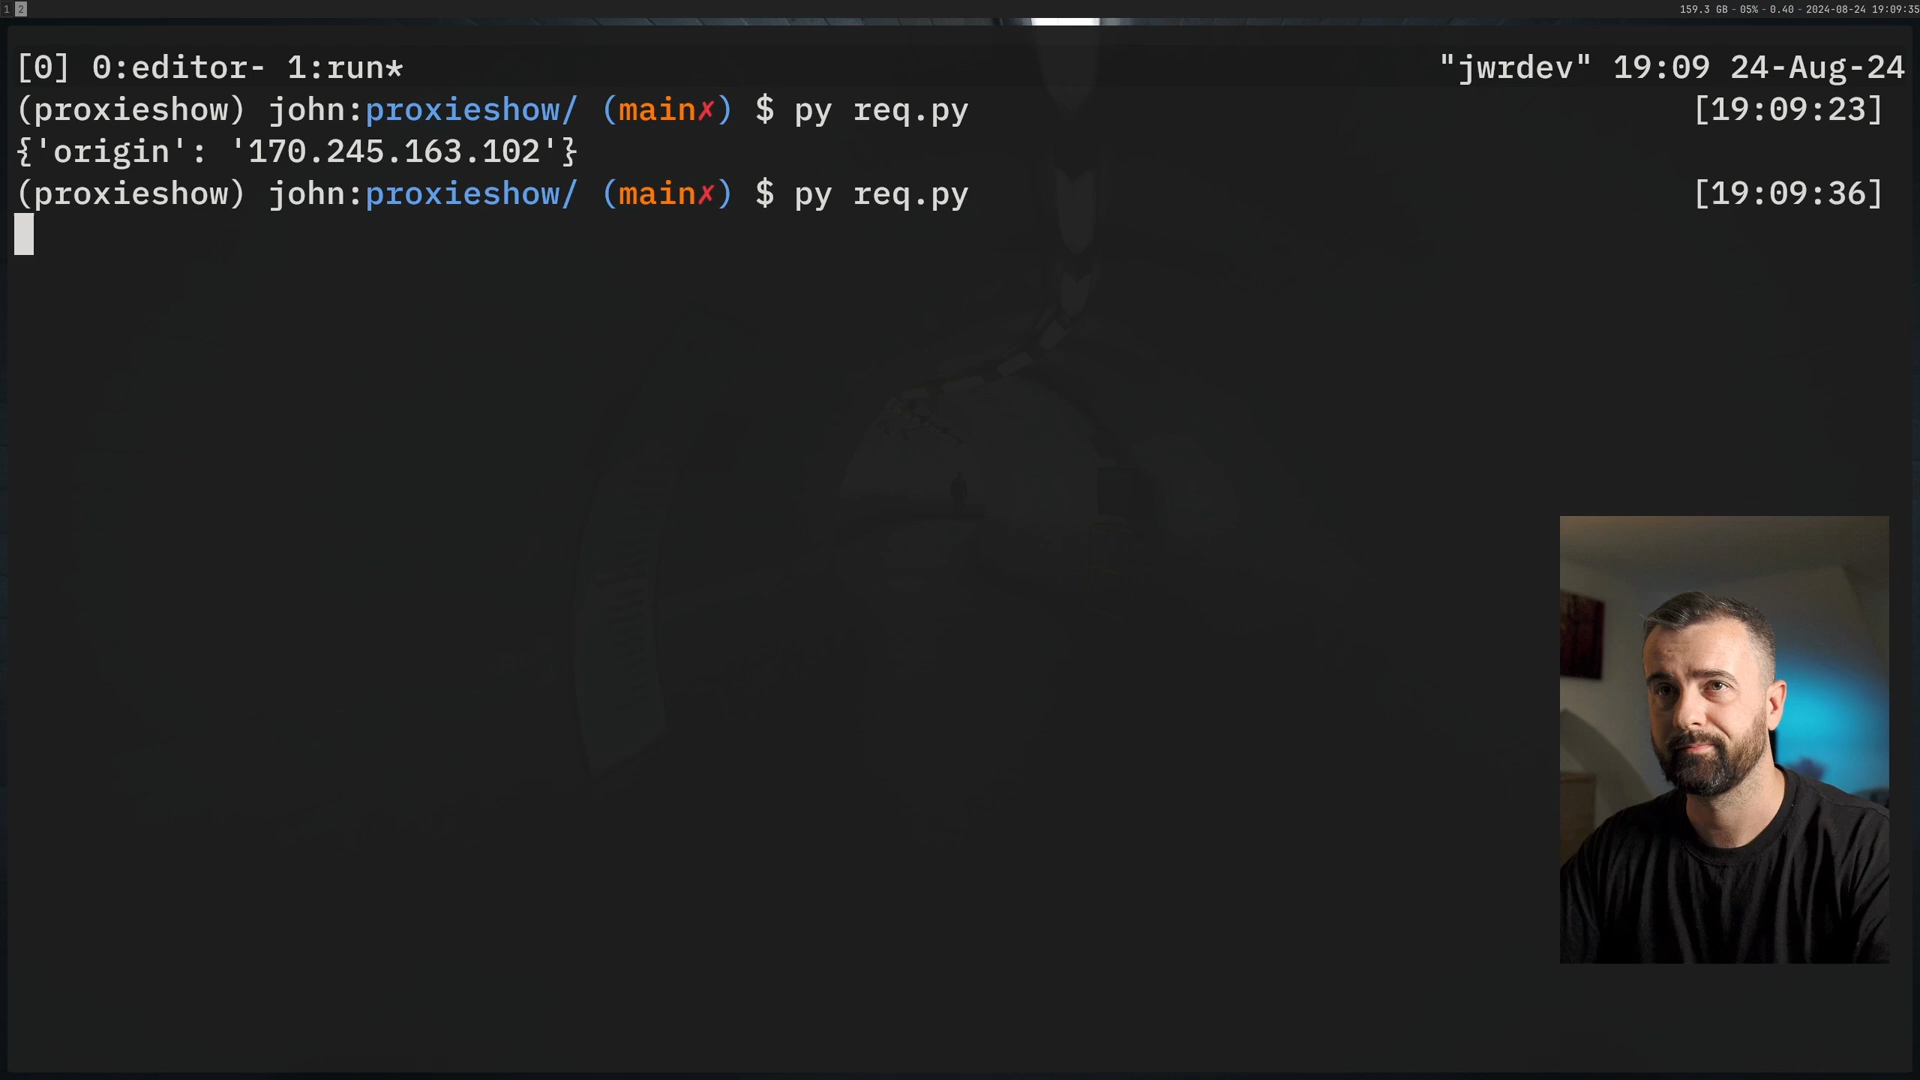 1 2
159.3 GB - 05% - 0.40 - 2024-08-24 19:09:35
[0] 0:editor- 1:run* "jwrdev" 19:09 24-Aug-24
(proxieshow) john:proxieshow/ (main✗) $ py req.py [19:09:23]
{'origin': '170.245.163.102'}
(proxieshow) john:proxieshow/ (main✗) $ py req.py [19:09:36]